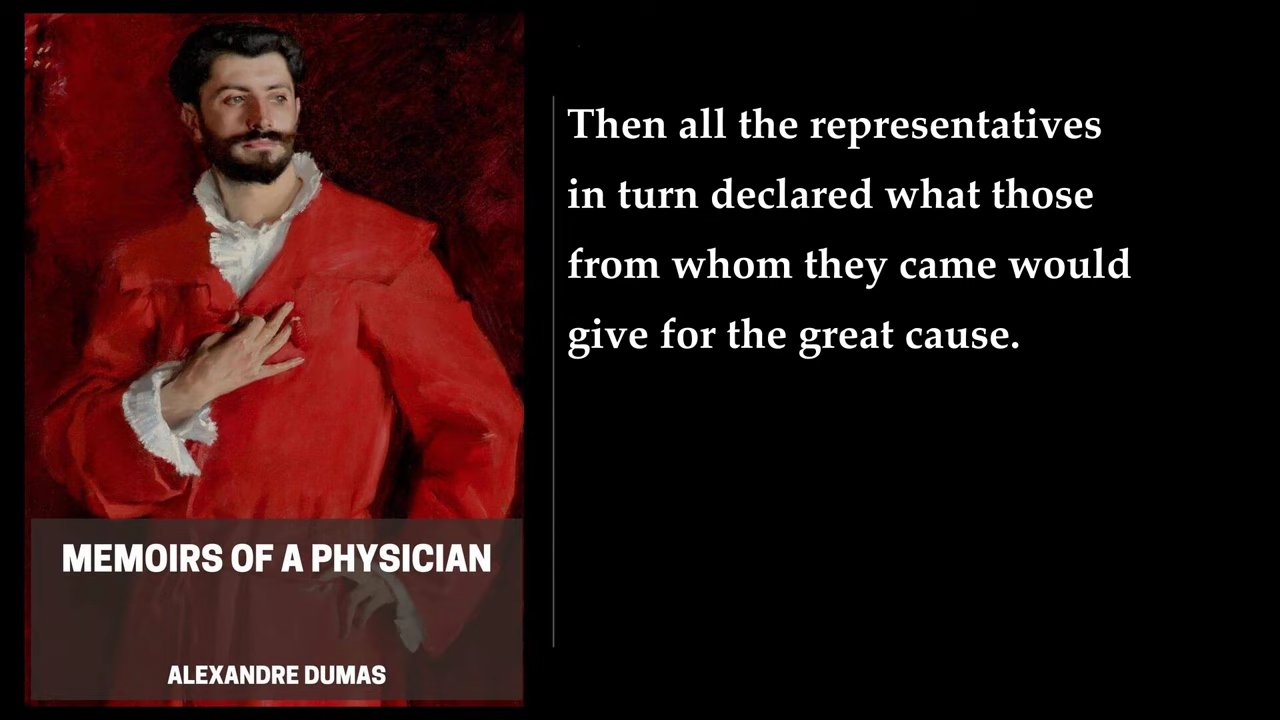 Then all the representatives
in turn declared what those
from whom they came would
give for the great cause.
MEMOIRS OF A PHYSICIAN
ALEXANDRE DUMAS